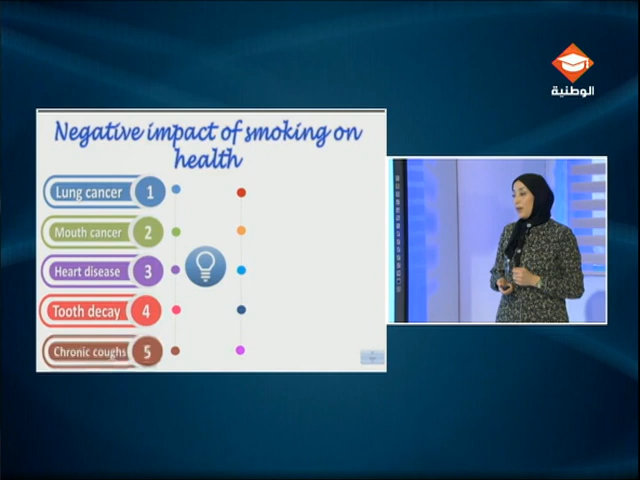 الوطنية
Negative impact of smoking on
health
Lung cancer 1
Mouth cancer 2
Heart disease 3
Tooth decay 4
Chronic coughs 5